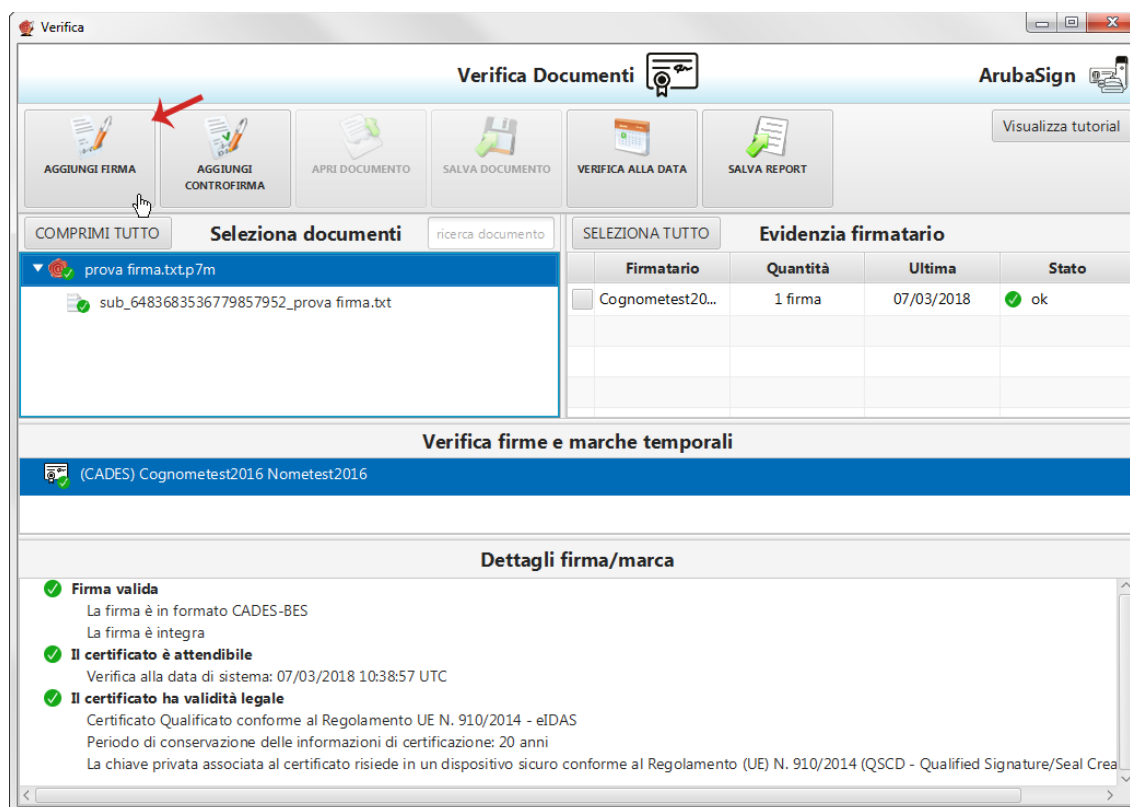 Verifica
Verifica Documenti
ArubaSign
AGGIUNGI FIRMA
AGGIUNGI
CONTROFIRMA
APRI DOCUMENTO
SALVA DOCUMENTO
VERIFICA ALLA DATA
SALVA REPORT
Visualizza tutorial
COMPRIMI TUTTO
Seleziona documenti
ricerca documento
SELEZIONA TUTTO
Evidenzia firmatario
prova firma.txt.p7m
sub_6483683536779857952_prova firma.txt
Firmatario Quantità Ultima Stato
Cognometest20... 1 firma 07/03/2018 ok
Verifica firme e marche temporali
(CADES) Cognometest2016 Nometest2016
Dettagli firma/marca
Firma valida
La firma è in formato CADES-BES
La firma è integra
Il certificato è attendibile
Verifica alla data di sistema: 07/03/2018 10:38:57 UTC
Il certificato ha validità legale
Certificato Qualificato conforme al Regolamento UE N. 910/2014 - eIDAS
Periodo di conservazione delle informazioni di certificazione: 20 anni
La chiave privata associata al certificato risiede in un dispositivo sicuro conforme al Regolamento (UE) N. 910/2014 (QSCD - Qualified Signature/Seal Crea